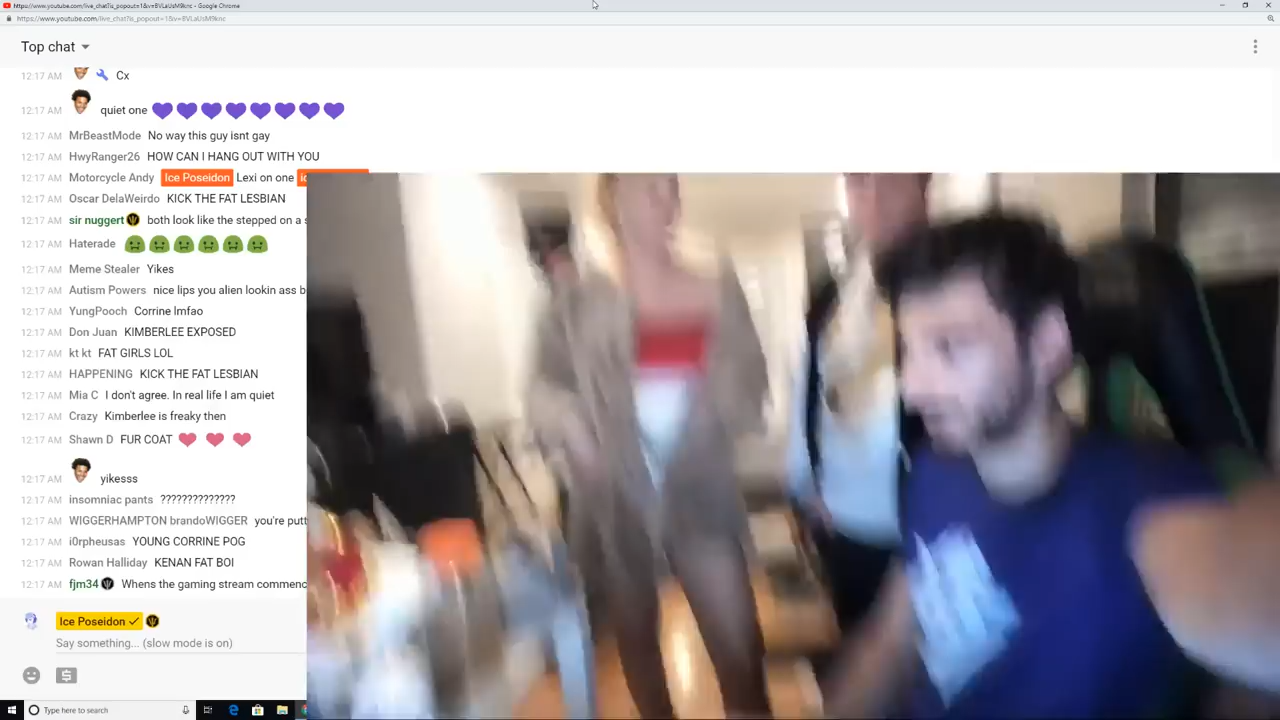 https://www.youtube.com/live_chat?is_popout=1&v=BVLaUsM9knc - Google Chrome
https://www.youtube.com/live_chat?is_popout=1&v=BVLaUsM9knc
Top chat
12:17 AM Cx
12:17 AM quiet one
12:17 AM MrBeastMode No way this guy isnt gay
12:17 AM HwyRanger26 HOW CAN I HANG OUT WITH YOU
12:17 AM Motorcycle Andy Ice Poseidon Lexi on one
12:17 AM Oscar DelaWeirdo KICK THE FAT LESBIAN
12:17 AM sir nuggert both look like the stepped on a
12:17 AM Haterade
12:17 AM Meme Stealer Yikes
12:17 AM Autism Powers nice lips you alien lookin ass
12:17 AM YungPooch Corrine lmfao
12:17 AM Don Juan KIMBERLEE EXPOSED
12:17 AM kt kt FAT GIRLS LOL
12:17 AM HAPPENING KICK THE FAT LESBIAN
12:17 AM Mia C I don't agree. In real life I am quiet
12:17 AM Crazy Kimberlee is freaky then
12:17 AM Shawn D FUR COAT
12:17 AM yikesss
12:17 AM insomniac pants ??????????????
12:17 AM WIGGERHAMPTON brandoWIGGER you're putt
12:17 AM i0rpheusas YOUNG CORRINE POG
12:17 AM Rowan Halliday KENAN FAT BOI
12:17 AM fjm34 Whens the gaming stream commenc
Ice Poseidon
Say something... (slow mode is on)
Type here to search